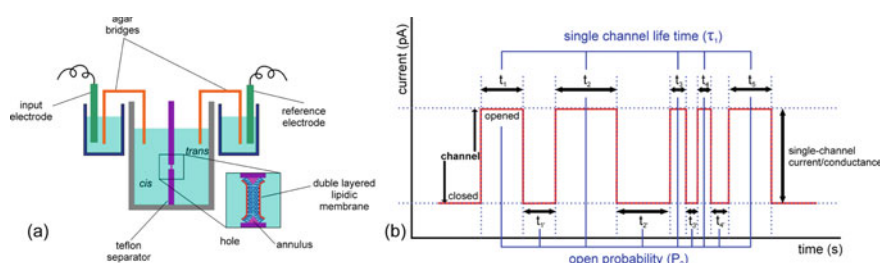 agar
bridges
input
electrode
reference
electrode
trans
cis
duble layered
lipidic
membrane
(a)
teflon
separator
hole
annulus
single channel life time (τ₁)
current (pA)
t₁
t₂
t₃
t₄
t₅
opened
channel
closed
single-channel
current/conductance
t₁'
t₂'
t₃'
t₄'
(b)
time (s)
open probability